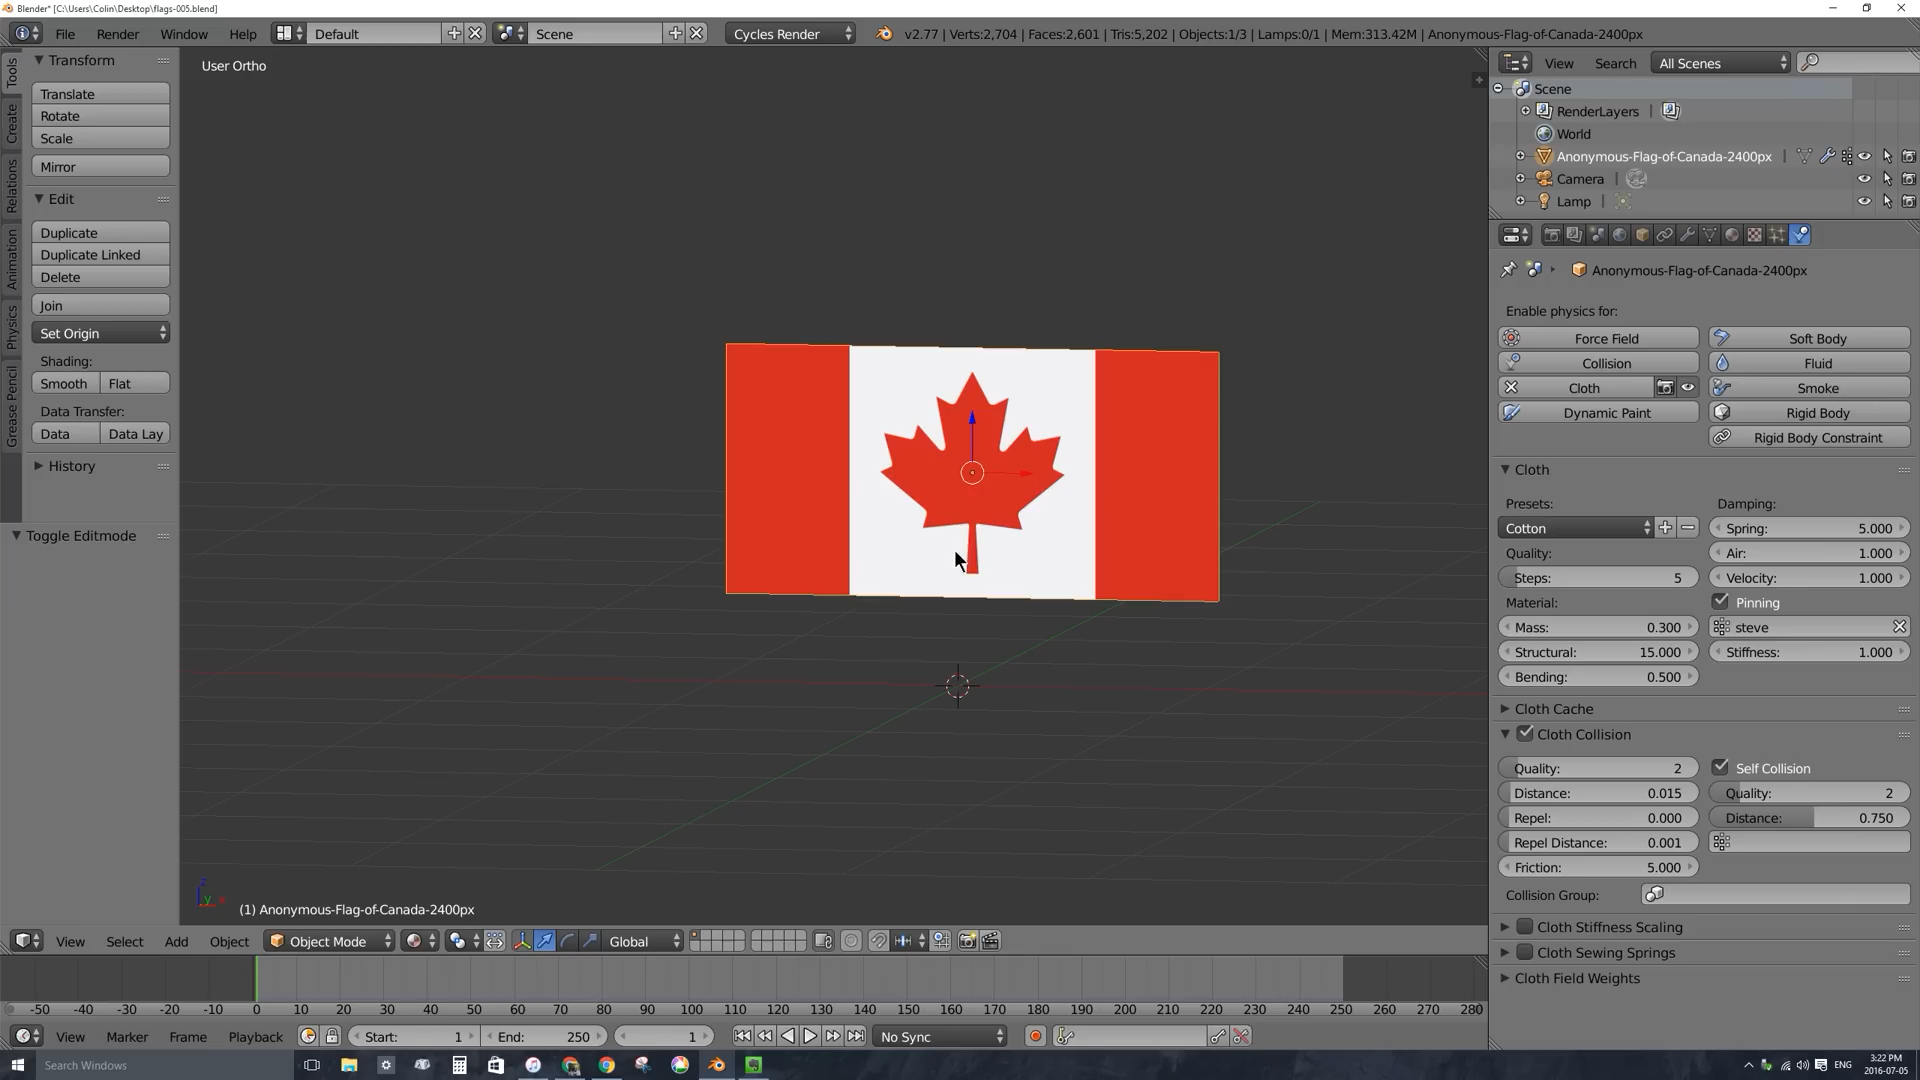 Blender* [C:\Users\Colin\Desktop\flags-005.blend]
File Render Window Help Default Scene Cycles Render v2.77 | Verts:2,704 | Faces:2,601 | Tris:5,202 | Objects:1/3 | Lamps:0/1 | Mem:313.42M | Anonymous-Flag-of-Canada-2400px
Tools
Create
Relations
Animation
Physics
Grease Pencil
Transform
Translate
Rotate
Scale
Mirror
Edit
Duplicate
Duplicate Linked
Delete
Join
Set Origin
Shading:
Smooth Flat
Data Transfer:
Data Data Lay
History
Toggle Editmode
User Ortho
(1) Anonymous-Flag-of-Canada-2400px
View Search All Scenes
Scene
RenderLayers
World
Anonymous-Flag-of-Canada-2400px
Camera
Lamp
Anonymous-Flag-of-Canada-2400px
Enable physics for:
Force Field Soft Body
Collision Fluid
Cloth Smoke
Dynamic Paint Rigid Body
Rigid Body Constraint
Cloth
Presets: Damping:
Cotton Spring: 5.000
Quality: Air: 1.000
Steps: 5 Velocity: 1.000
Material: Pinning
Mass: 0.300 steve
Structural: 15.000 Stiffness: 1.000
Bending: 0.500
Cloth Cache
Cloth Collision
Quality: 2 Self Collision
Distance: 0.015 Quality: 2
Repel: 0.000 Distance: 0.750
Repel Distance: 0.001
Friction: 5.000
Collision Group:
Cloth Stiffness Scaling
Cloth Sewing Springs
Cloth Field Weights
View Select Add Object Object Mode Global
-50 -40 -30 -20 -10 0 10 20 30 40 50 60 70 80 90 100 110 120 130 140 150 160 170 180 190 200 210 220 230 240 250 260 270 280
View Marker Frame Playback Start: 1 End: 250 1 No Sync
Search Windows ENG 3:22 PM
2016-07-05
z
y